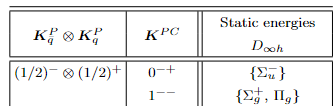 K_q^P ⊗ K_q^P K^{PC} Static energies
D_{∞h}
(1/2)^- ⊗ (1/2)^+ 0^{-+} {Σ_u^-}
1^{--} {Σ_g^+, Π_g}